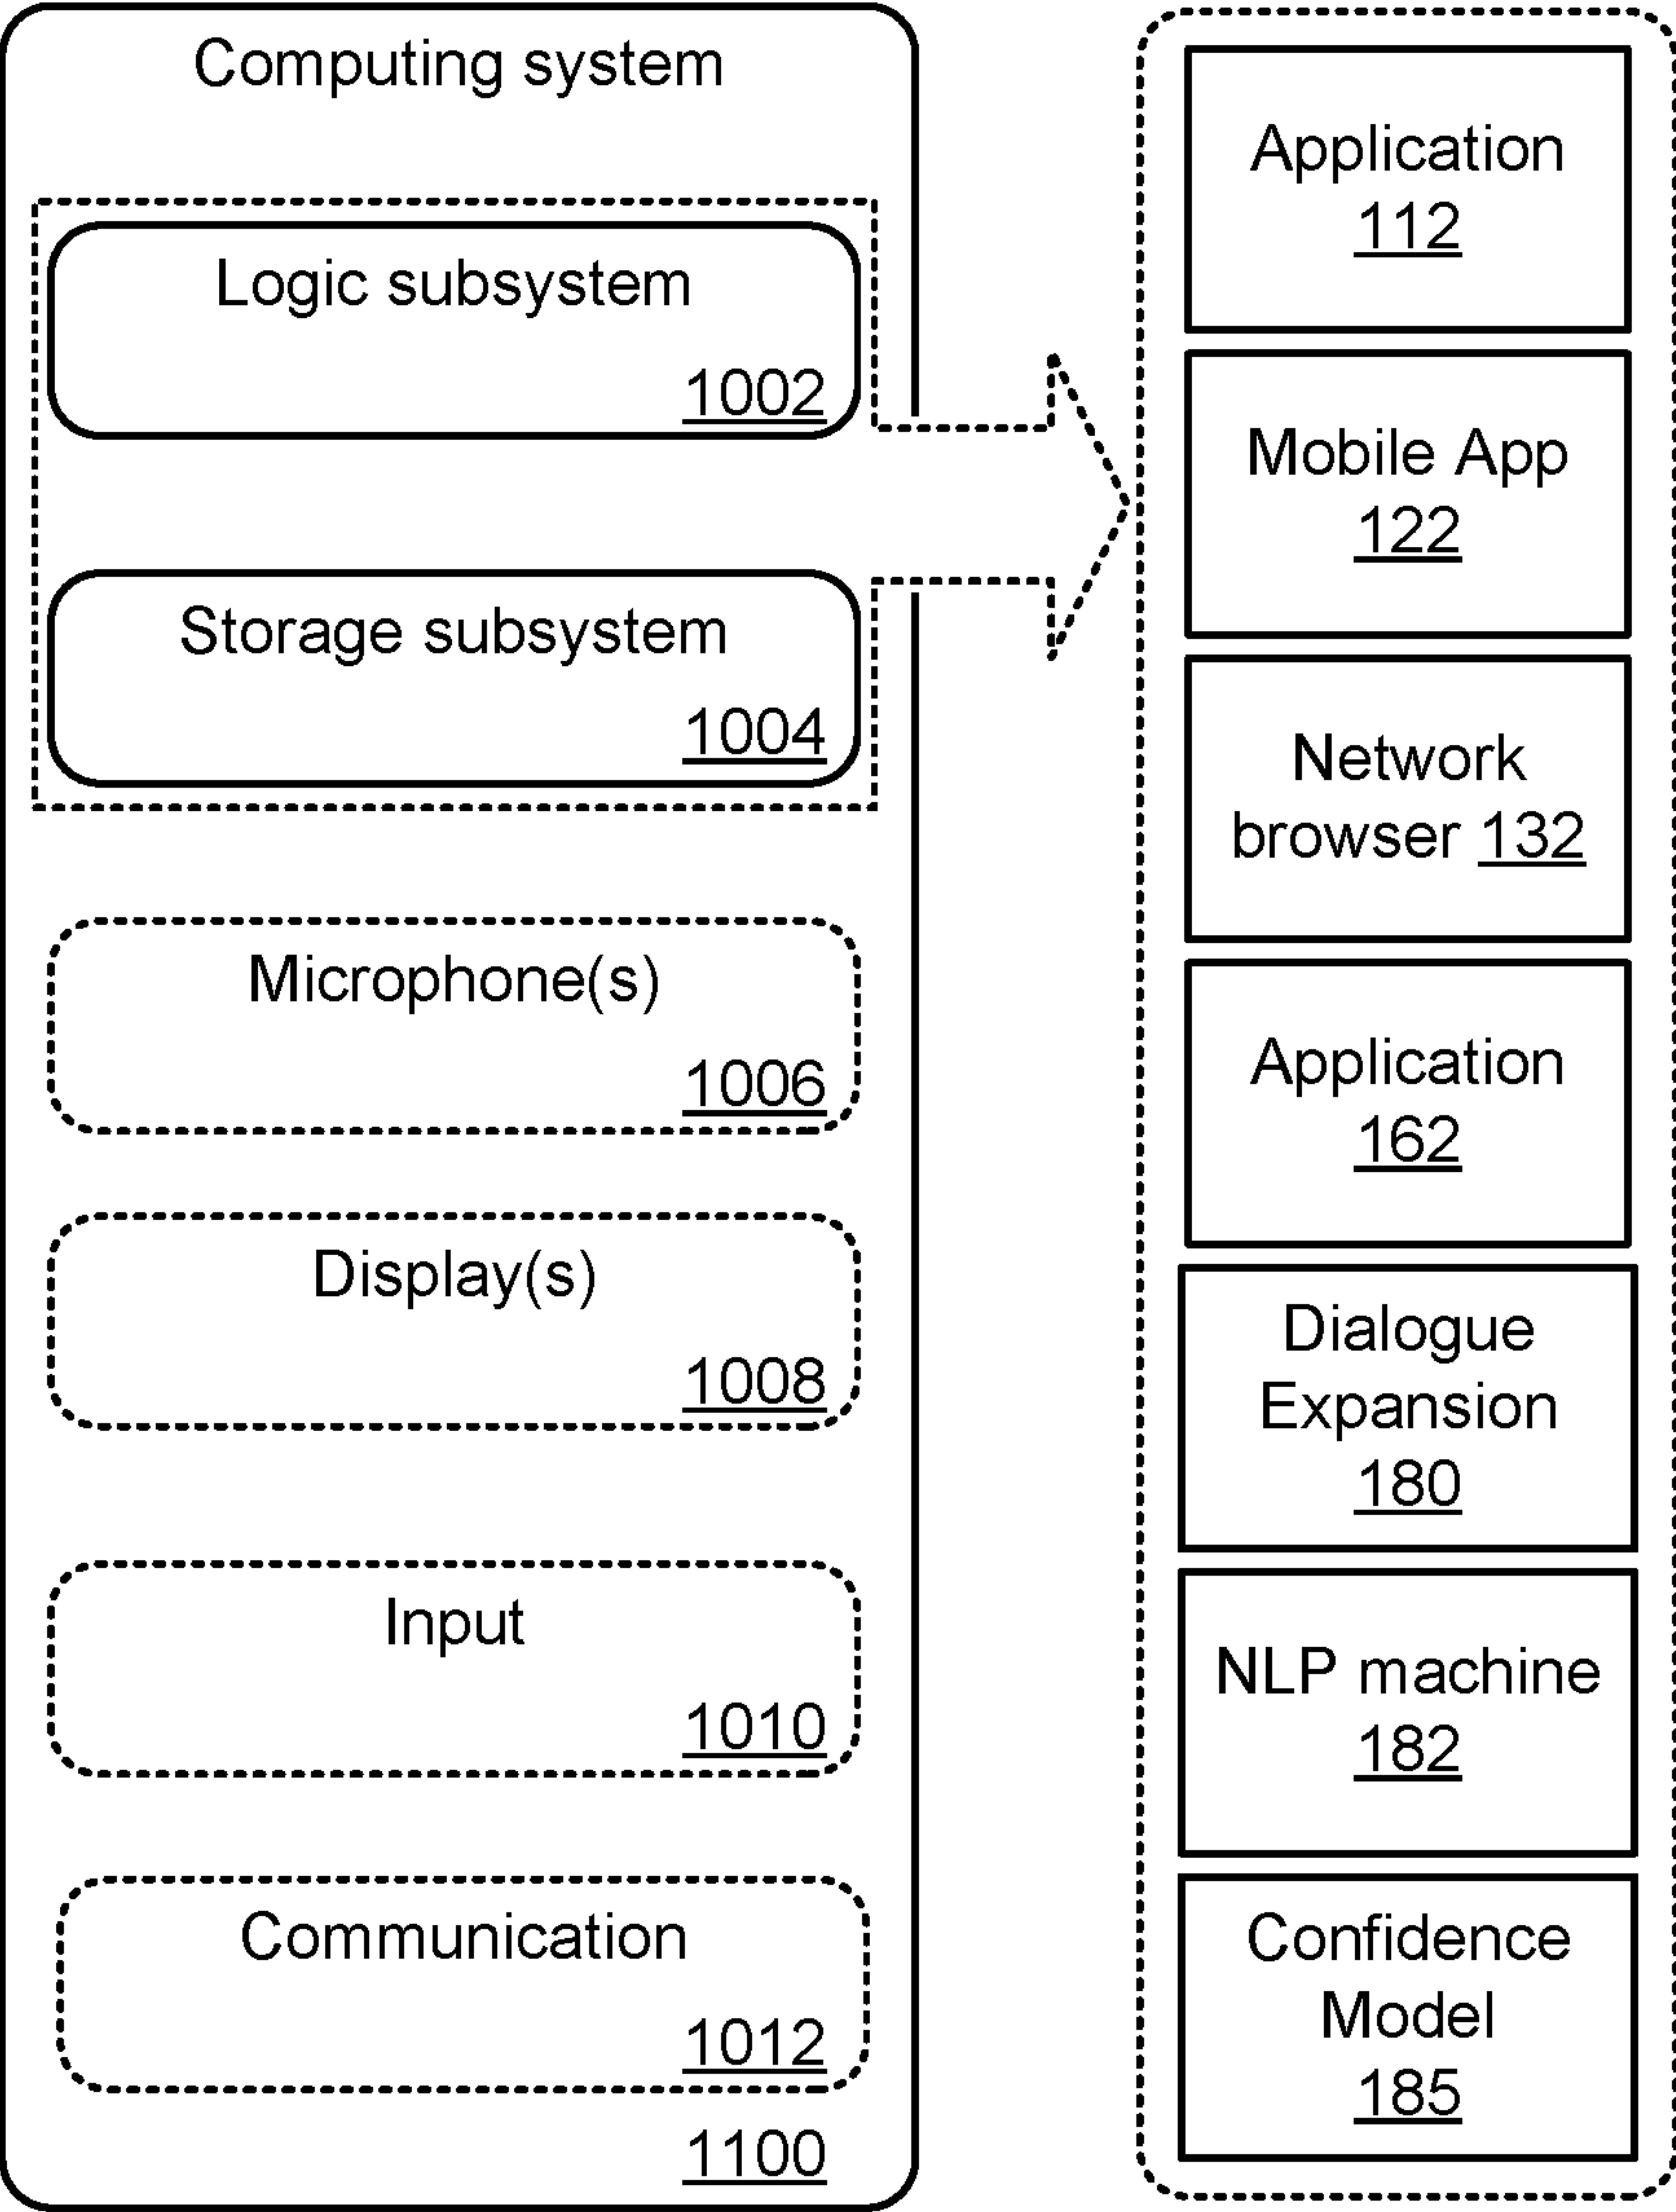 Computing system
Logic subsystem
1002
Storage subsystem
1004
Microphone(s)
1006
Display(s)
1008
Input
1010
Communication
1012
1100
Application
112
Mobile App
122
Network
browser 132
Application
162
Dialogue
Expansion
180
NLP machine
182
Confidence
Model
185